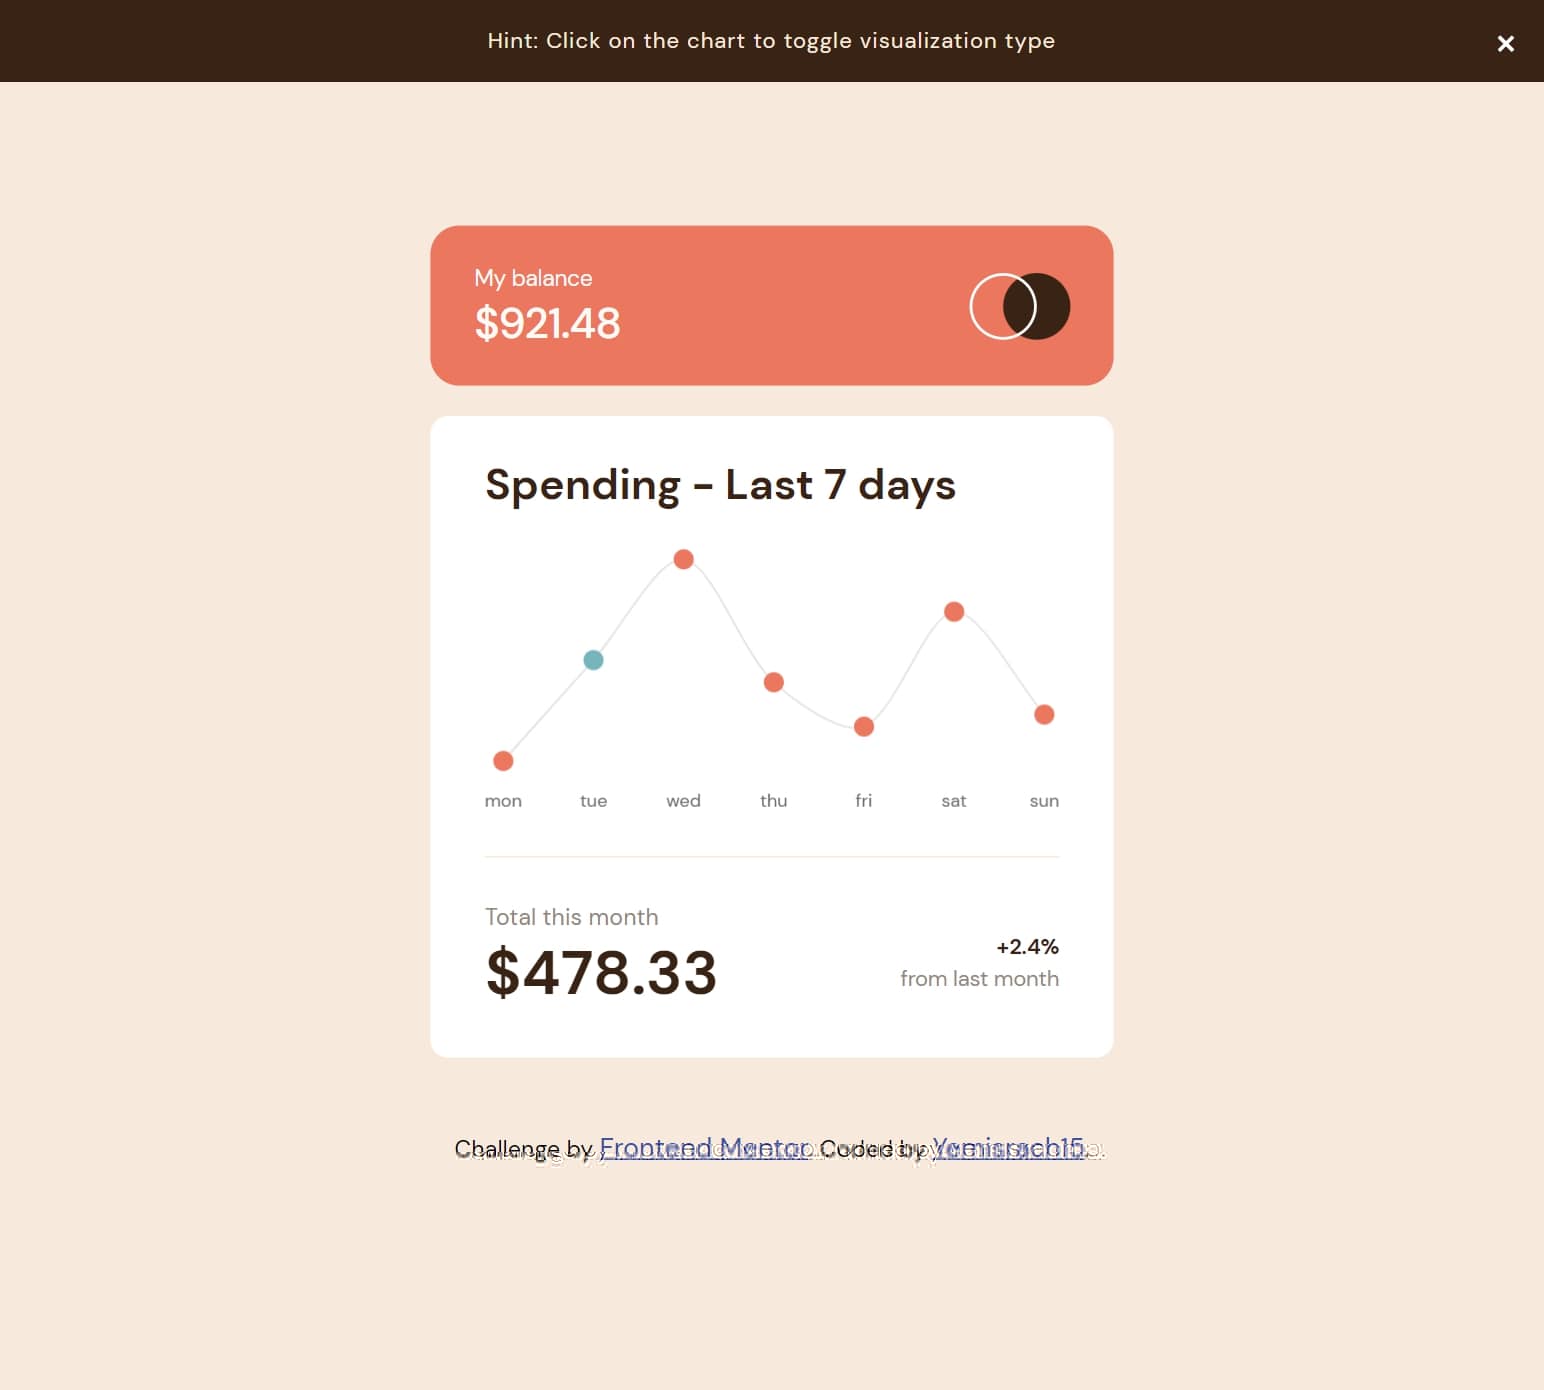 Hint: Click on the chart to toggle visualization type
×
My balance
$921.48
Spending - Last 7 days
mon tue wed thu fri sat sun
Total this month
$478.33
+2.4%
from last month
Challenge by Frontend Mentor. Coded by